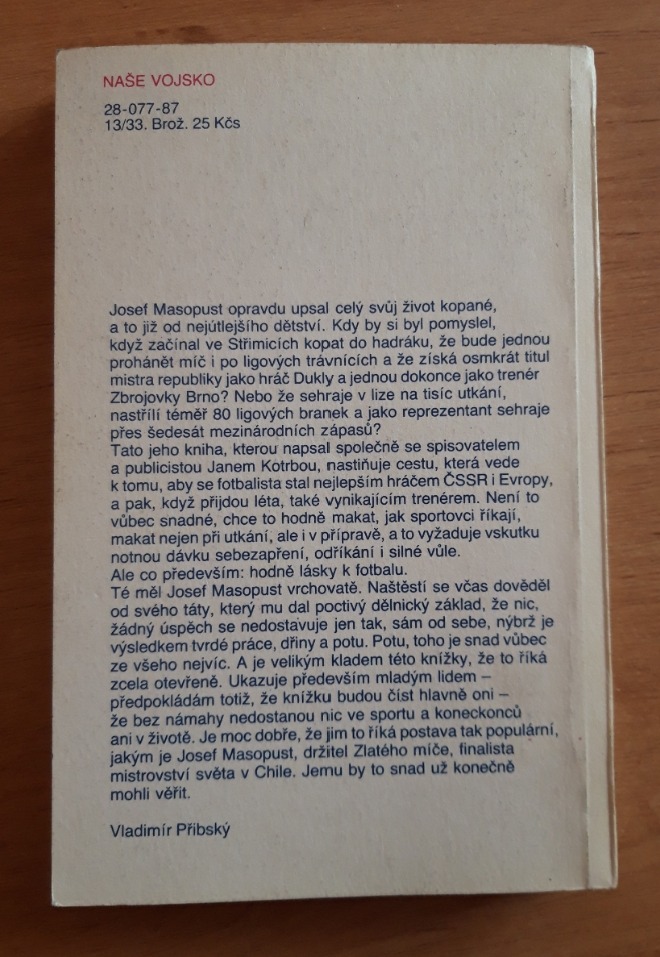 NAŠE VOJSKO
28-077-87
13/33. Brož. 25 Kčs
Josef Masopust opravdu upsal celý svůj život kopané,
a to již od nejútlejšího dětství. Kdy by si byl pomyslel,
když začínal ve Střimicích kopat do hadráku, že bude jednou
prohánět míč i po ligových trávnících a že získá osmkrát titul
mistra republiky jako hráč Dukly a jednou dokonce jako trenér
Zbrojovky Brno? Nebo že sehraje v lize na tisíc utkání,
nastřílí téměř 80 ligových branek a jako reprezentant sehraje
přes šedesát mezinárodních zápasů?
Tato jeho kniha, kterou napsal společně se spisovatelem
a publicistou Janem Kotrbou, nastiňuje cestu, která vede
k tomu, aby se fotbalista stal nejlepším hráčem ČSSR i Evropy,
a pak, když přijdou léta, také vynikajícím trenérem. Není to
vůbec snadné, chce to hodně makat, jak sportovci říkají,
makat nejen při utkání, ale i v přípravě, a to vyžaduje vskutku
notnou dávku sebezapření, odříkání i silné vůle.
Ale co především: hodně lásky k fotbalu.
Té měl Josef Masopust vrchovatě. Naštěstí se včas dověděl
od svého táty, který mu dal poctivý dělnický základ, že nic,
žádný úspěch se nedostavuje jen tak, sám od sebe, nýbrž je
výsledkem tvrdé práce, dřiny a potu. Potu, toho je snad vůbec
ze všeho nejvíc. A je velikým kladem této knížky, že to říká
zcela otevřeně. Ukazuje především mladým lidem –
předpokládám totiž, že knížku budou číst hlavně oni –
že bez námahy nedostanou nic ve sportu a koneckonců
ani v životě. Je moc dobře, že jim to říká postava tak populární,
jakým je Josef Masopust, držitel Zlatého míče, finalista
mistrovství světa v Chile. Jemu by to snad už konečně
mohli věřit.
Vladimír Přibský